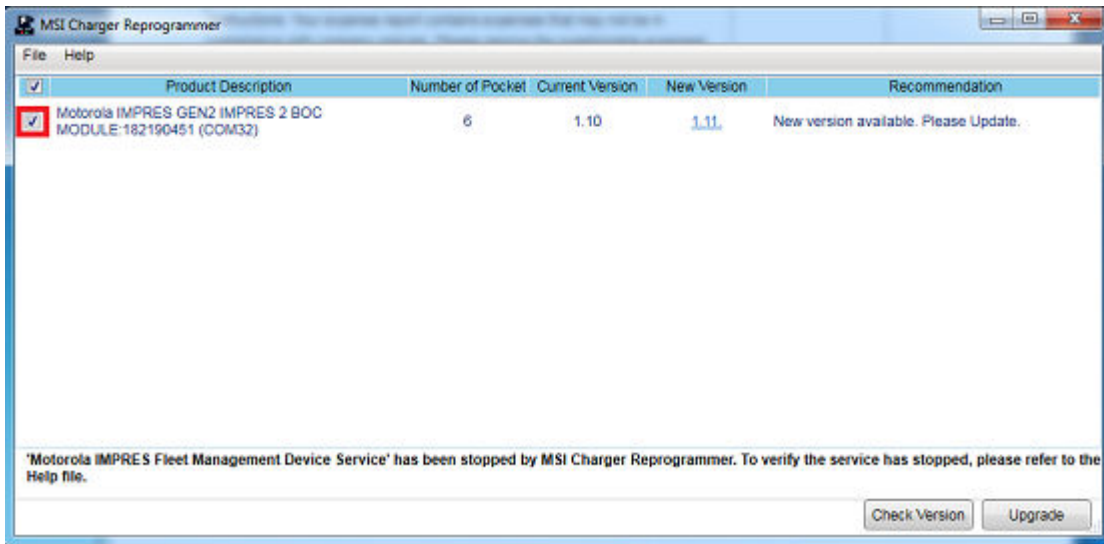 MSI Charger Reprogrammer
File Help
Product Description Number of Pocket Current Version New Version Recommendation
Motorola IMPRES GEN2 IMPRES 2 BOC
MODULE:182190451 (COM32) 6 1.10 1.11. New version available. Please Update.
'Motorola IMPRES Fleet Management Device Service' has been stopped by MSI Charger Reprogrammer. To verify the service has stopped, please refer to the
Help file.
Check Version Upgrade